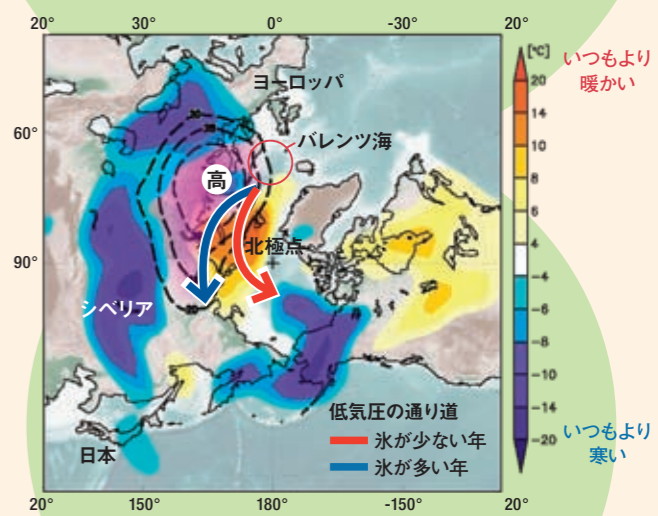 20°
30°
0°
-30°
20°
[℃]
いつもより
暖かい
20
14
10
8
6
4
-4
-6
-8
-10
-14
-20
いつもより
寒い
60°
90°
ヨーロッパ
バレンツ海
高
北極点
シベリア
日本
低気圧の通り道
氷が少ない年
氷が多い年
20°
150°
180°
-150°
20°